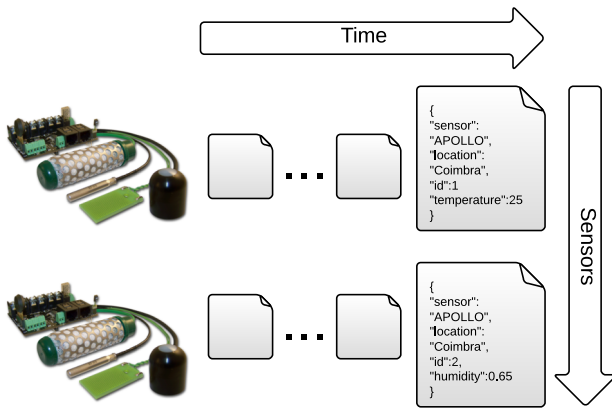 Time
{
"sensor":
"APOLLO",
"location":
"Coimbra",
"id":1
"temperature":25
}
Sensors
{
"sensor":
"APOLLO",
"location":
"Coimbra",
"id":2,
"humidity":0.65
}